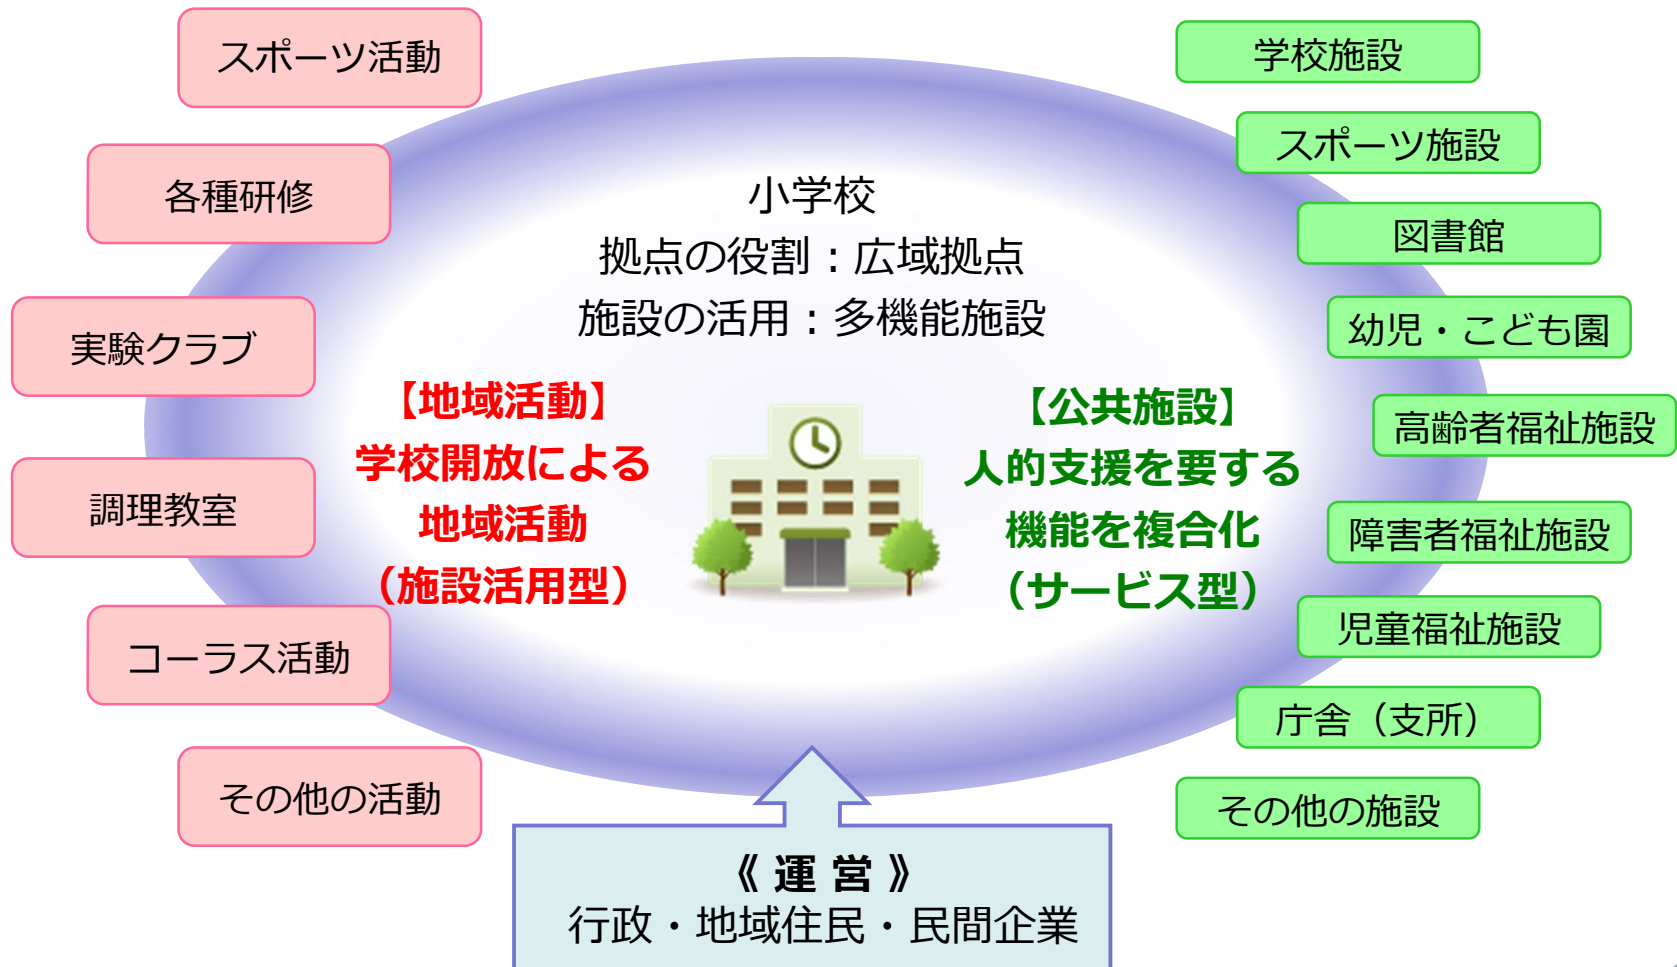 スポーツ活動
各種研修
実験クラブ
調理教室
コーラス活動
その他の活動
小学校
拠点の役割：広域拠点
施設の活用：多機能施設
【地域活動】
学校開放による
地域活動
（施設活用型）
【公共施設】
人的支援を要する
機能を複合化
（サービス型）
学校施設
スポーツ施設
図書館
幼児・こども園
高齢者福祉施設
障害者福祉施設
児童福祉施設
庁舎（支所）
その他の施設
《 運 営 》
行政・地域住民・民間企業